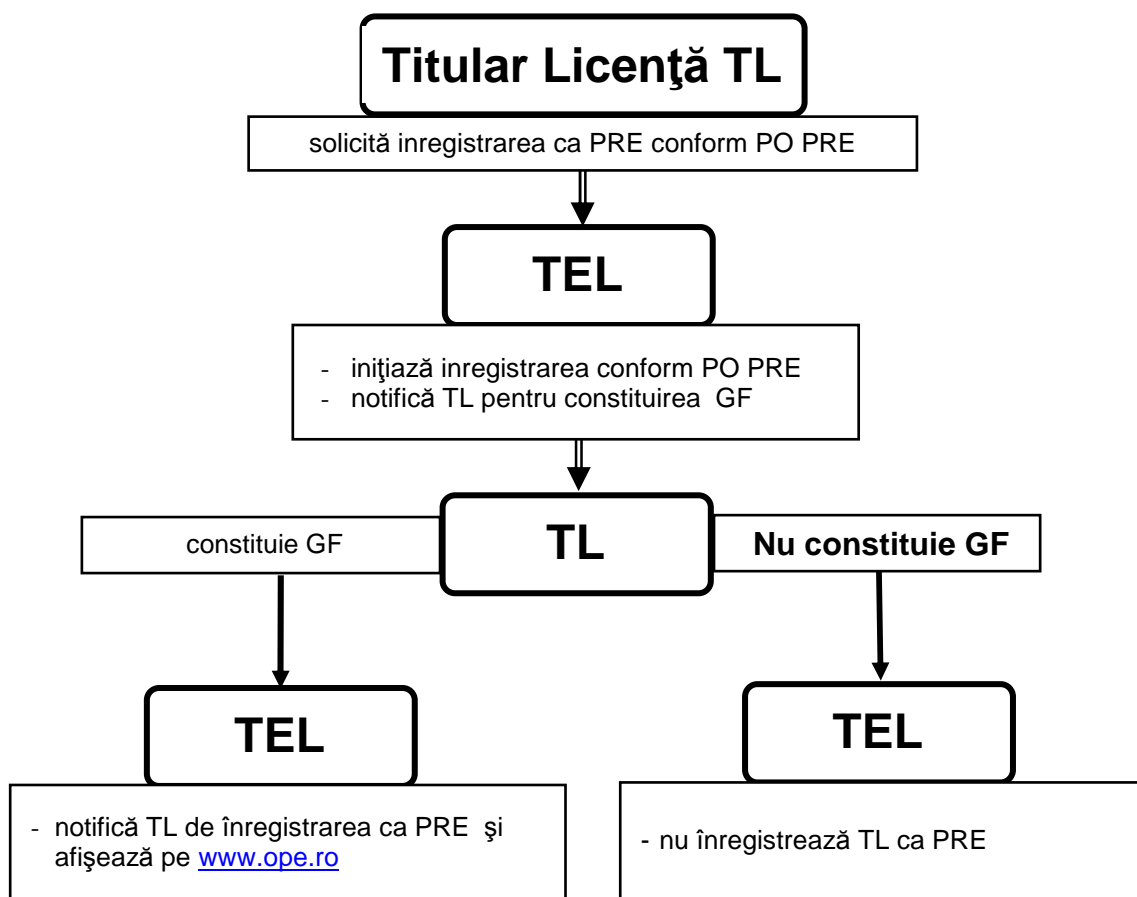 Titular Licenţă TL
solicită inregistrarea ca PRE conform PO PRE
TEL
- iniţiază inregistrarea conform PO PRE
- notifică TL pentru constituirea GF
constituie GF
TL
Nu constituie GF
TEL
- notifică TL de înregistrarea ca PRE şi
afişează pe www.ope.ro
TEL
- nu înregistrează TL ca PRE